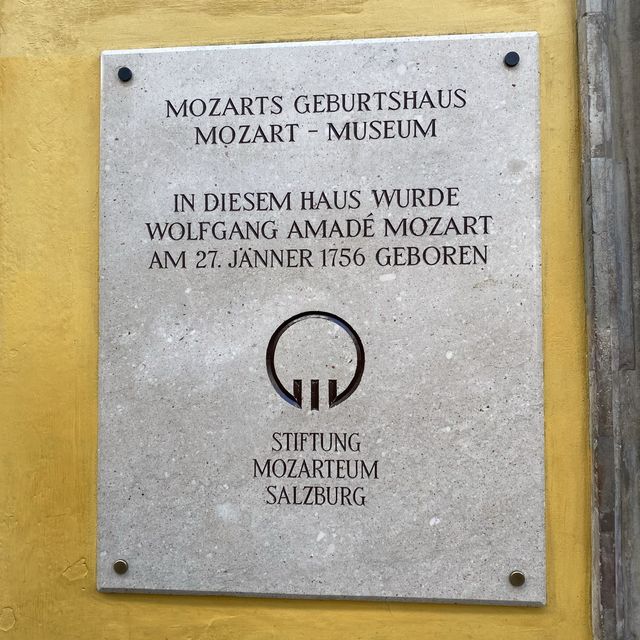 MOZARTS GEBURTSHAUS
MOZART - MUSEUM
IN DIESEM HAUS WURDE
WOLFGANG AMADÉ MOZART
AM 27. JÄNNER 1756 GEBOREN
STIFTUNG
MOZARTEUM
SALZBURG